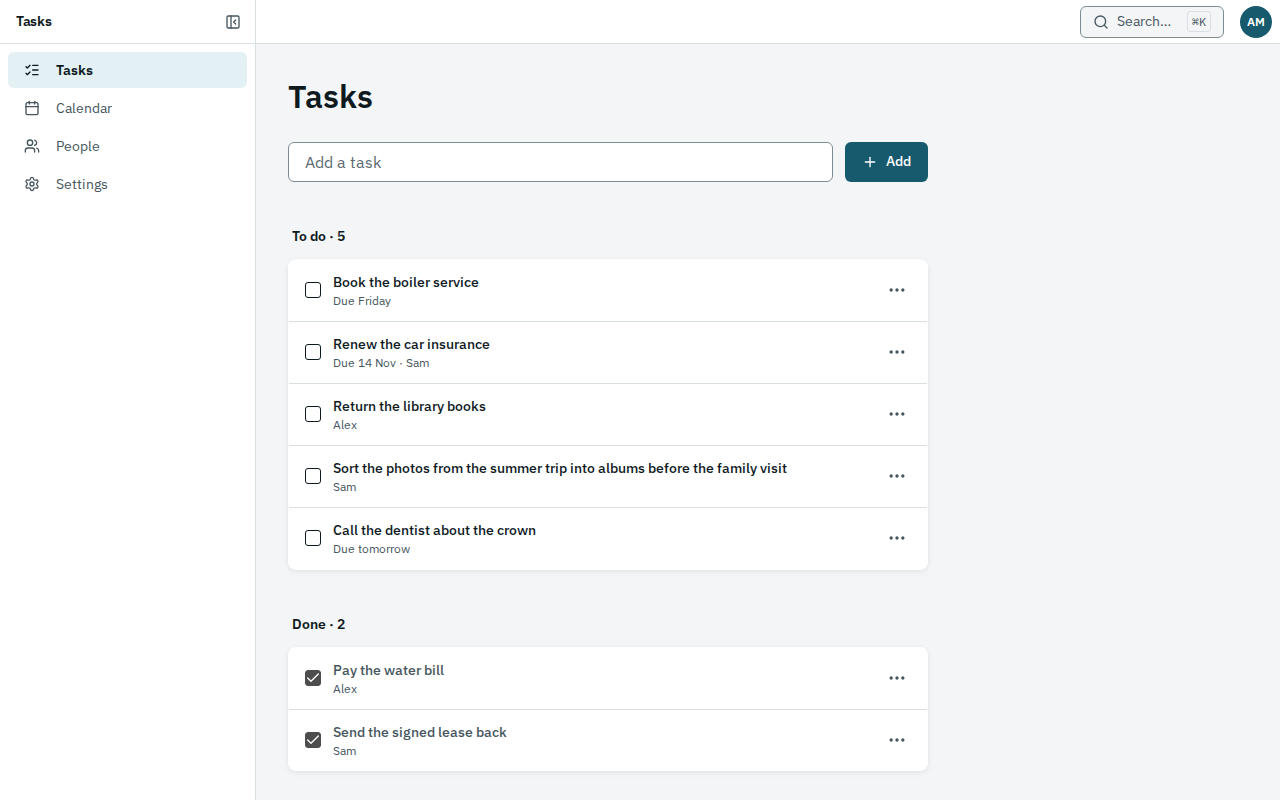 Tasks
Search... ⌘K
AM
Tasks
Calendar
People
Settings
Tasks
Add a task
Add
To do · 5
Book the boiler service
Due Friday
Renew the car insurance
Due 14 Nov · Sam
Return the library books
Alex
Sort the photos from the summer trip into albums before the family visit
Sam
Call the dentist about the crown
Due tomorrow
Done · 2
Pay the water bill
Alex
Send the signed lease back
Sam